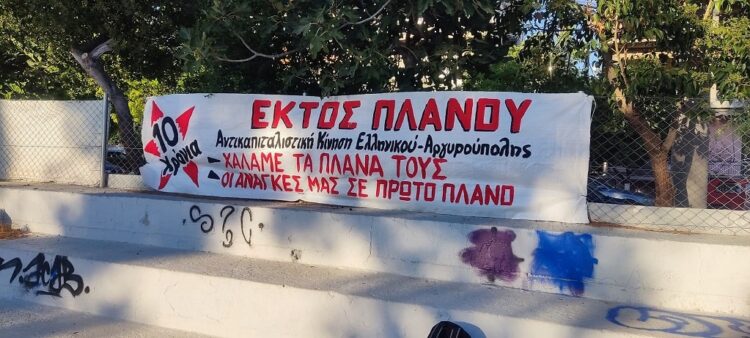 10
Χρόνια
ΕΚΤΟΣ ΠΛΑΝΟΥ
Αντικαπιταλιστική Κίνηση Ελληνικού-Αργυρούπολης
ΧΑΛΑΜΕ ΤΑ ΠΛΑΝΑ ΤΟΥΣ
ΟΙ ΑΝΑΓΚΕΣ ΜΑΣ ΣΕ ΠΡΩΤΟ ΠΛΑΝΟ